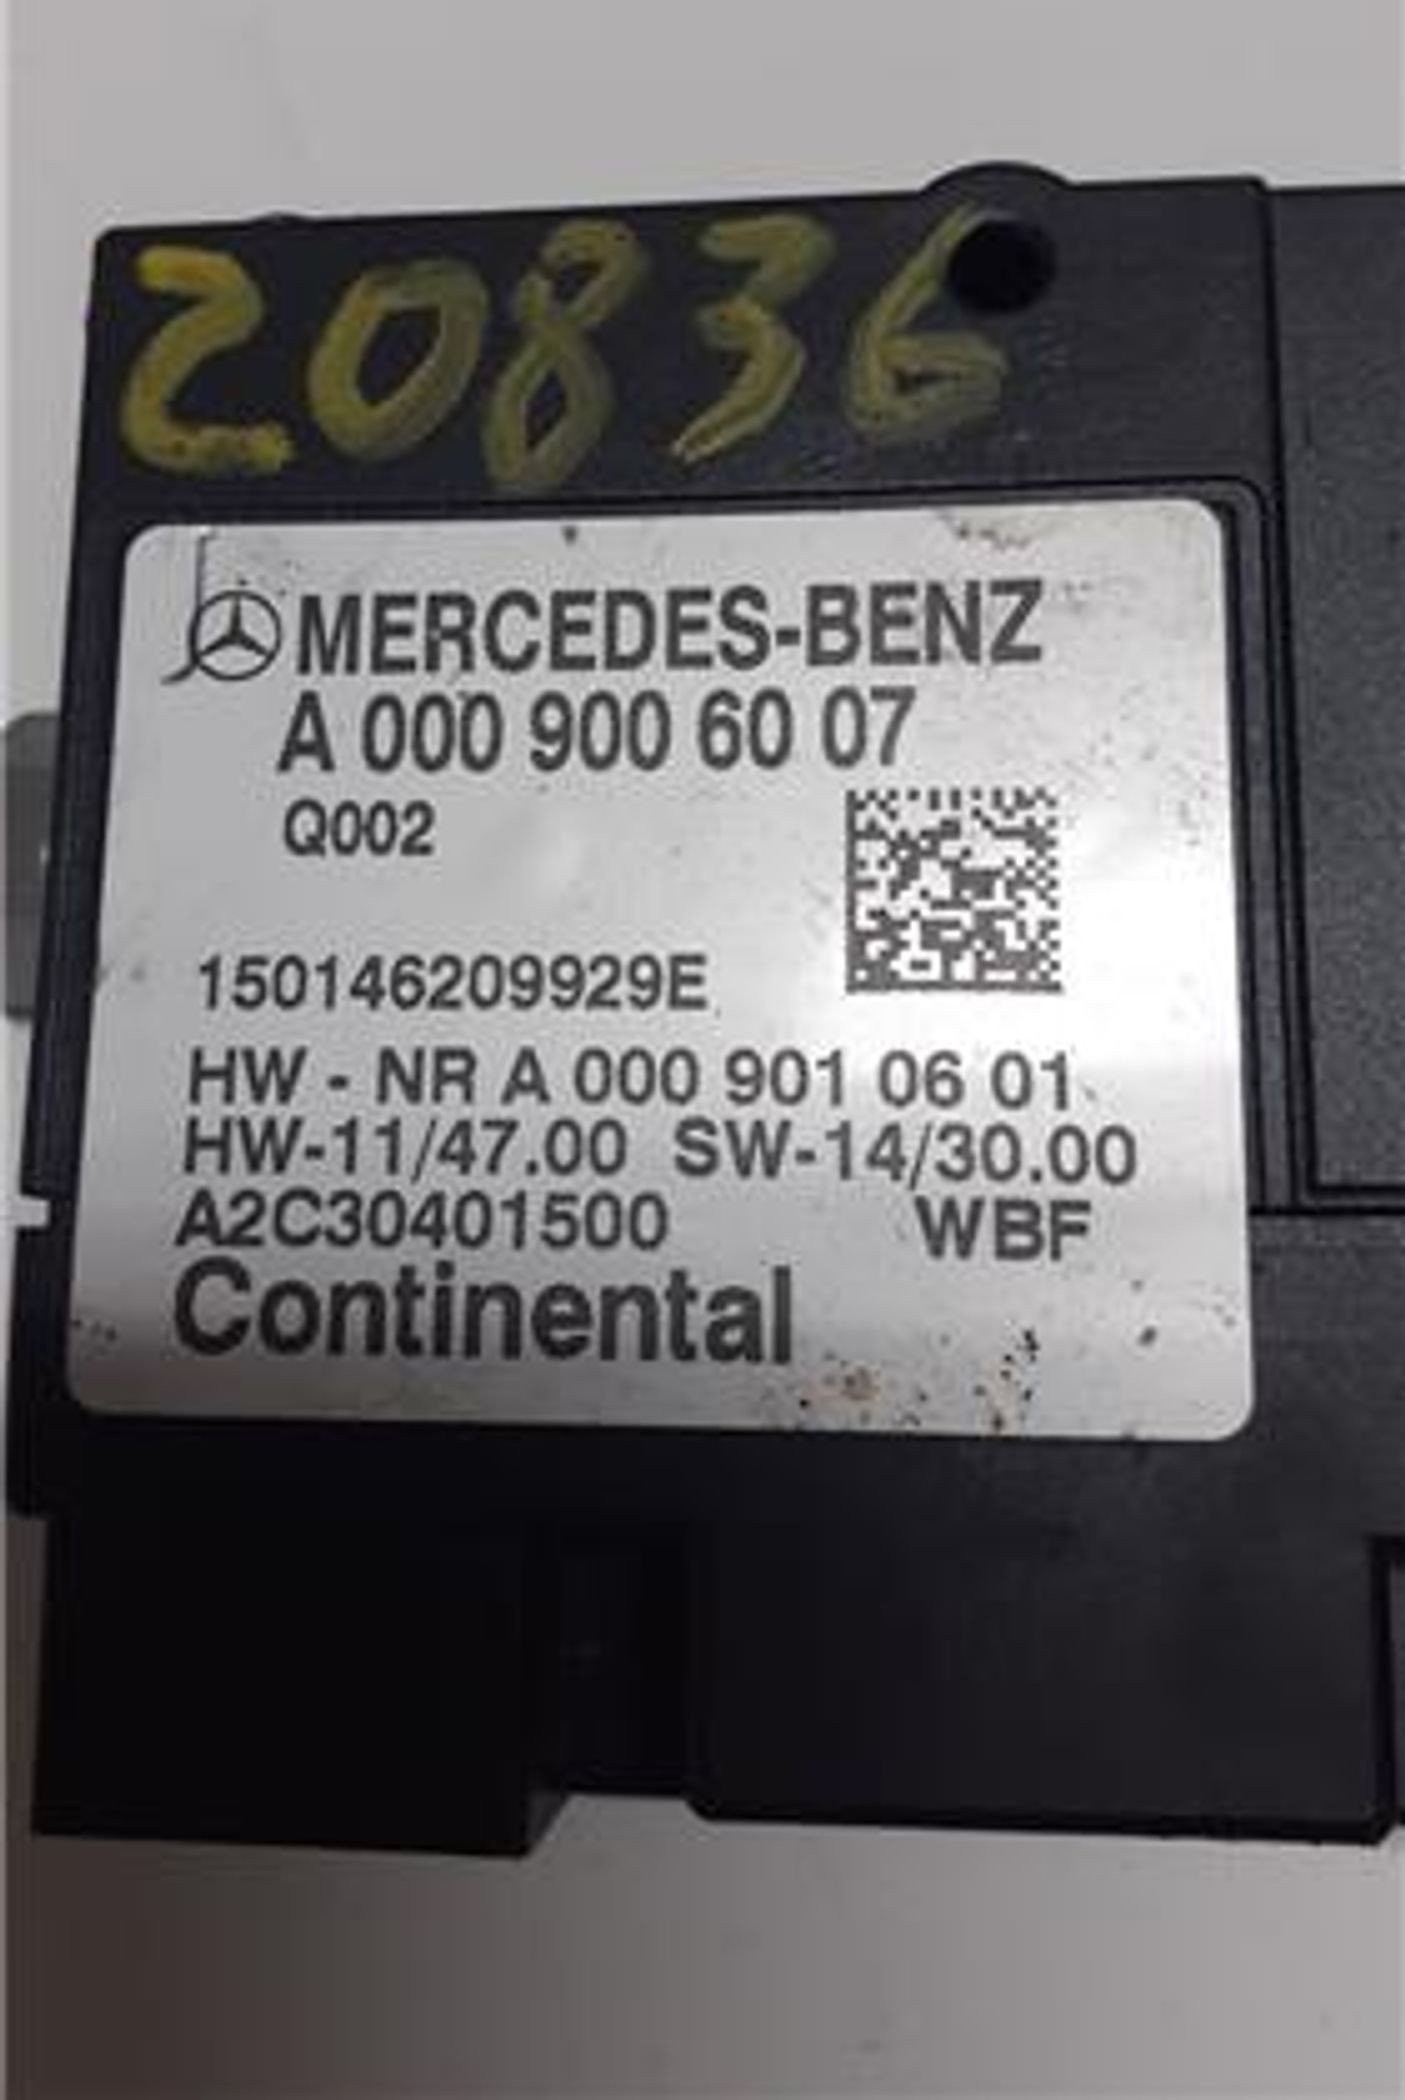 20836
MERCEDES-BENZ
A 000 900 60 07
Q002
150146209929E
HW - NR A 000 901 06 01
HW-11/47.00 SW-14/30.00
A2C30401500 WBF
Continental